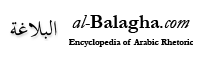 البلاغة
al-Balagha.com
Encyclopedia of Arabic Rhetoric